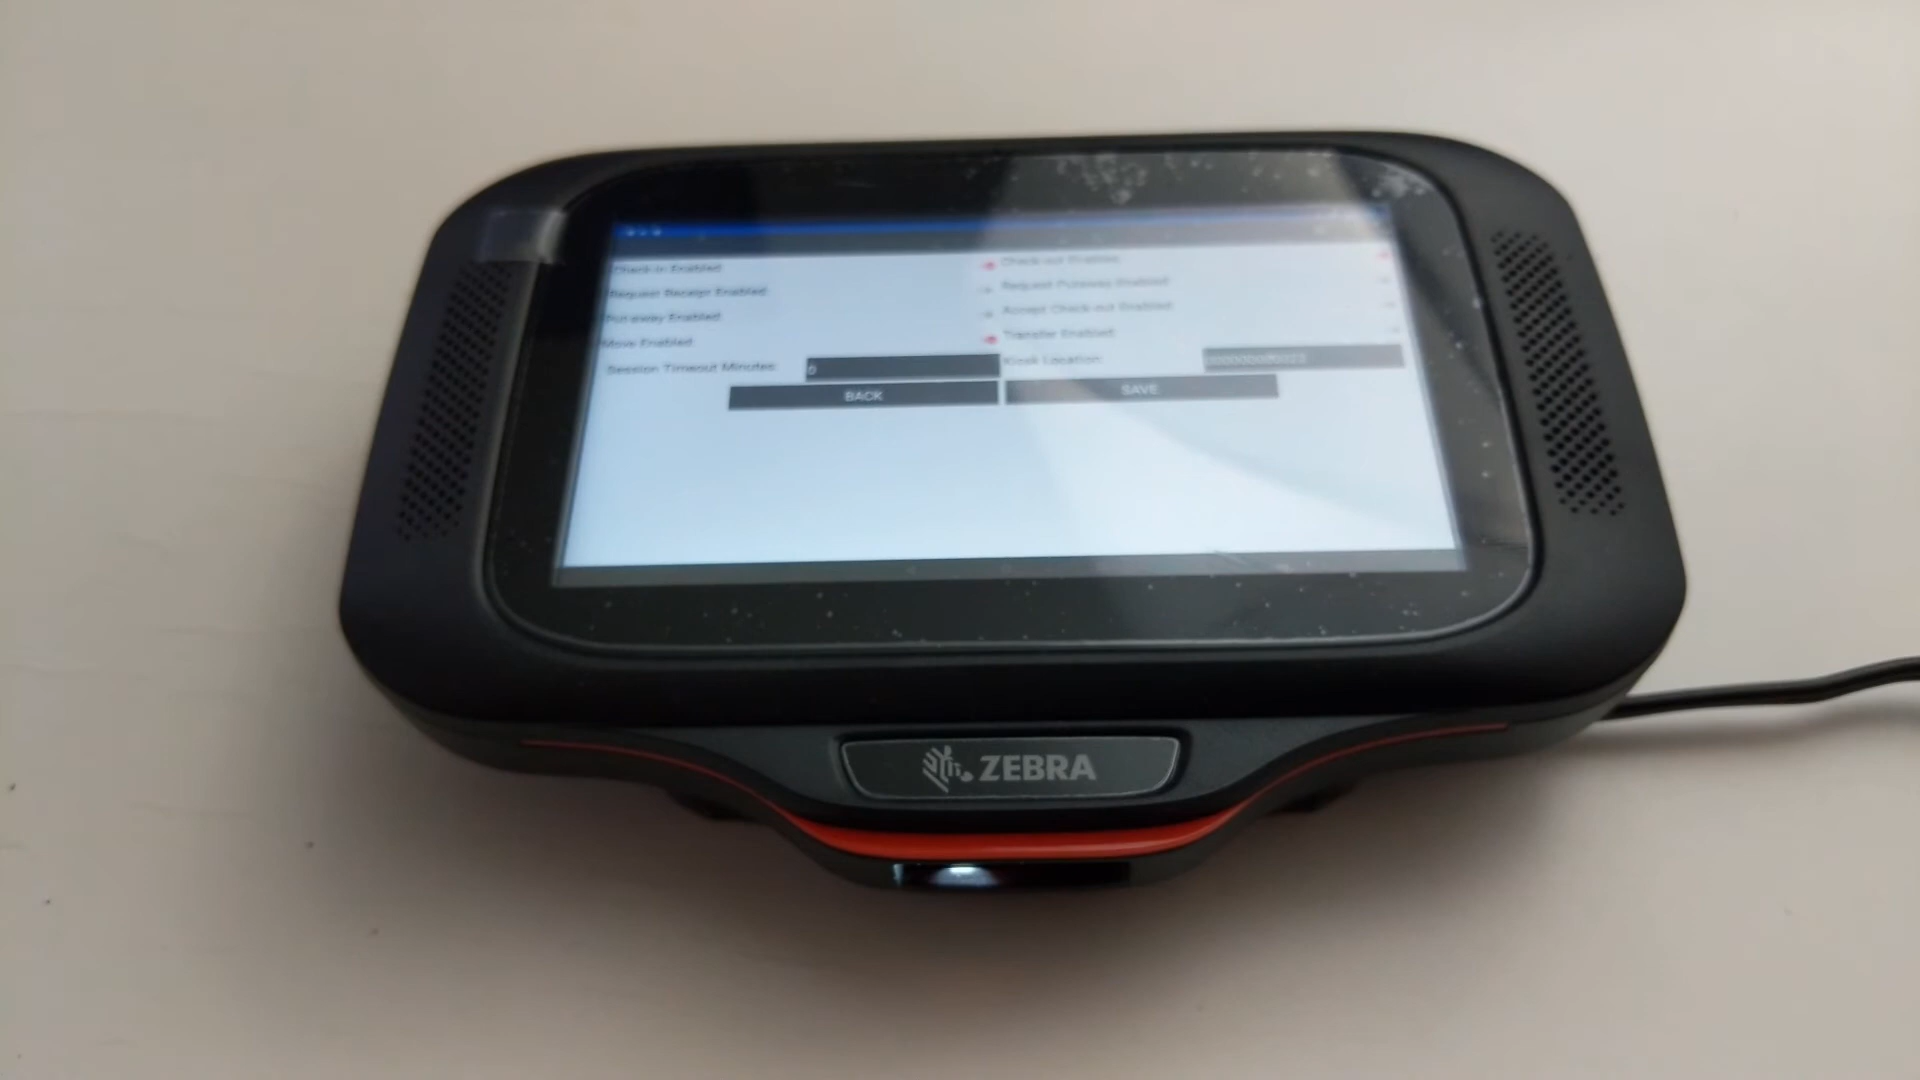 Check-in Enabled
Check-out Enabled
Request Receipt Enabled
Request Putaway Enabled
Put-away Enabled
Accept Check-out Enabled
Move Enabled
Transfer Enabled
Session Timeout Minutes: 0
Kiosk Location:
BACK
SAVE
ZEBRA